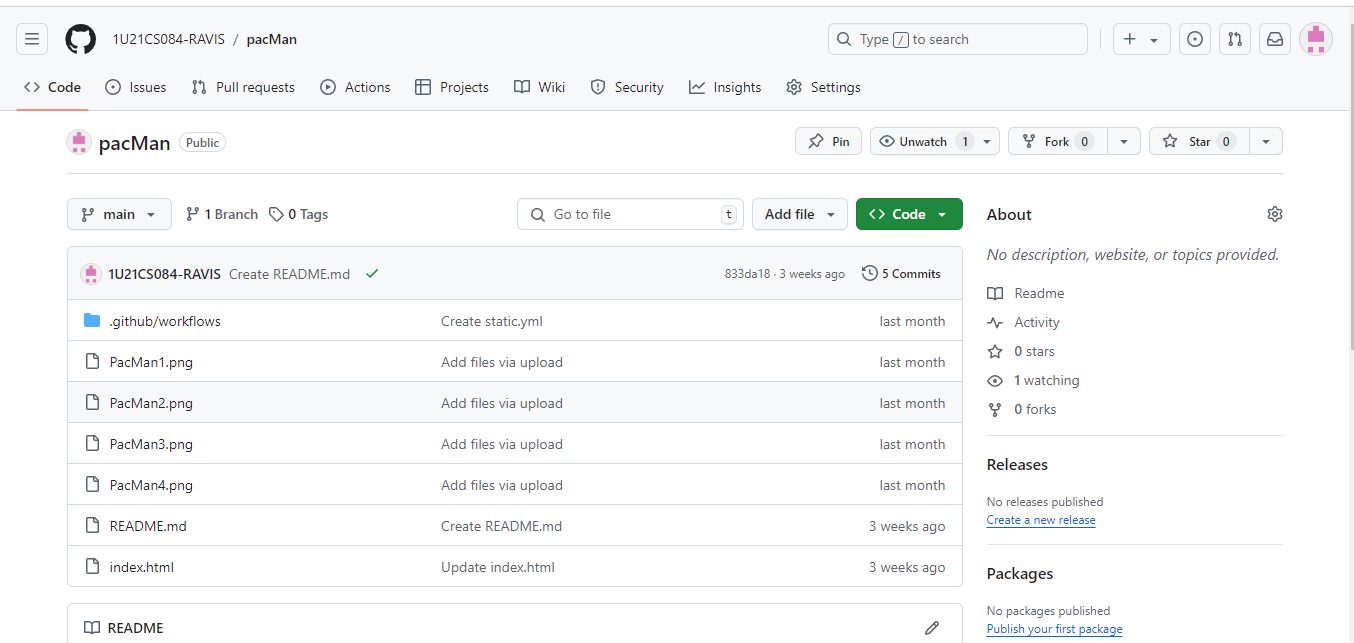 1U21CS084-RAVIS / pacMan
Type / to search
Code Issues Pull requests Actions Projects Wiki Security Insights Settings
pacMan Public
Pin Unwatch 1 Fork 0 Star 0
main 1 Branch 0 Tags
Go to file t
Add file Code
1U21CS084-RAVIS Create README.md 833da18 · 3 weeks ago 5 Commits
.github/workflows Create static.yml last month
PacMan1.png Add files via upload last month
PacMan2.png Add files via upload last month
PacMan3.png Add files via upload last month
PacMan4.png Add files via upload last month
README.md Create README.md 3 weeks ago
index.html Update index.html 3 weeks ago
README
About
No description, website, or topics provided.
Readme
Activity
0 stars
1 watching
0 forks
Releases
No releases published
Create a new release
Packages
No packages published
Publish your first package